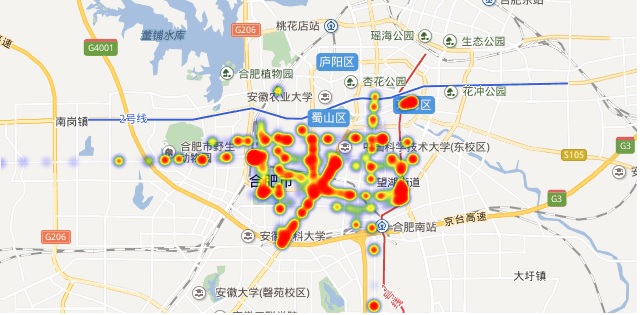 合肥东站
桃花店站
G206
瑶海公园
生态公园
董铺水库
G4001
庐阳区
合肥植物园
杏花公园
花冲公园
安徽农业大学
区
南岗镇
2号线
蜀山区
合肥市野生
动物园
科学技术大学(东校区)
S105
G3
合肥市
望湖街道
G3
京台高速
合肥南站
G206
安
科大学
大圩镇
安徽大学(磬苑校区)
1号线